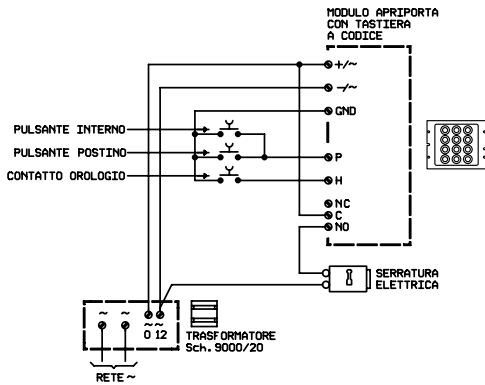 MODULO APRIPORTA
CON TASTIERA
A CODICE
+/~
-/~
GND
PULSANTE INTERNO
PULSANTE POSTINO
P
CONTATTO OROLOGIO
H
NC
C
NO
SERRATURA
ELETTRICA
~ ~
~ ~
0 12
TRASFORMATORE
Sch. 9000/20
RETE ~